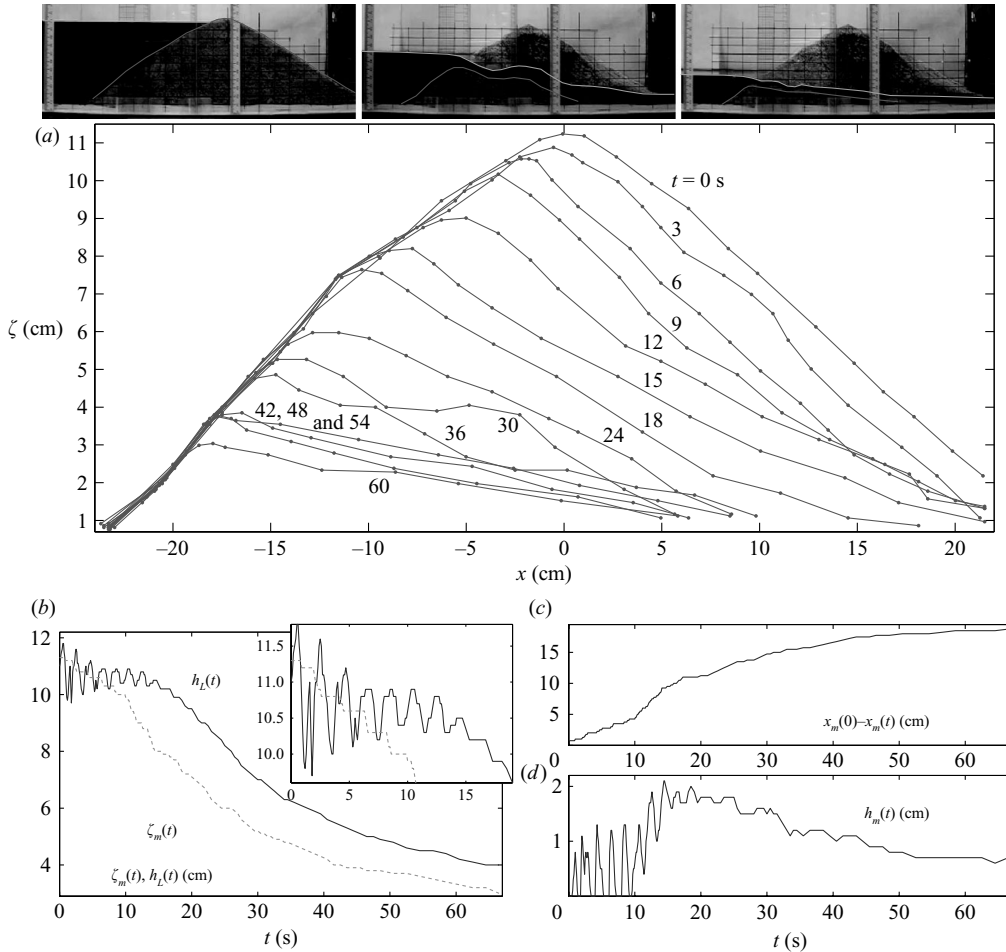 (a)
11
10
9
8
7
6
5
4
3
2
1
ζ (cm)
t = 0 s
3
6
9
12
15
18
24
30
36
42, 48
and 54
60
–20 –15 –10 –5 0 5 10 15 20
x (cm)
(b)
12
10
8
6
4
h_L(t)
ζ_m(t)
ζ_m(t), h_L(t) (cm)
0 10 20 30 40 50 60
t (s)
11.5
11.0
10.5
10.0
0 5 10 15
(c)
15
10
5
x_m(0)–x_m(t) (cm)
0 10 20 30 40 50 60
(d)
2
1
h_m(t) (cm)
0 10 20 30 40 50 60
t (s)